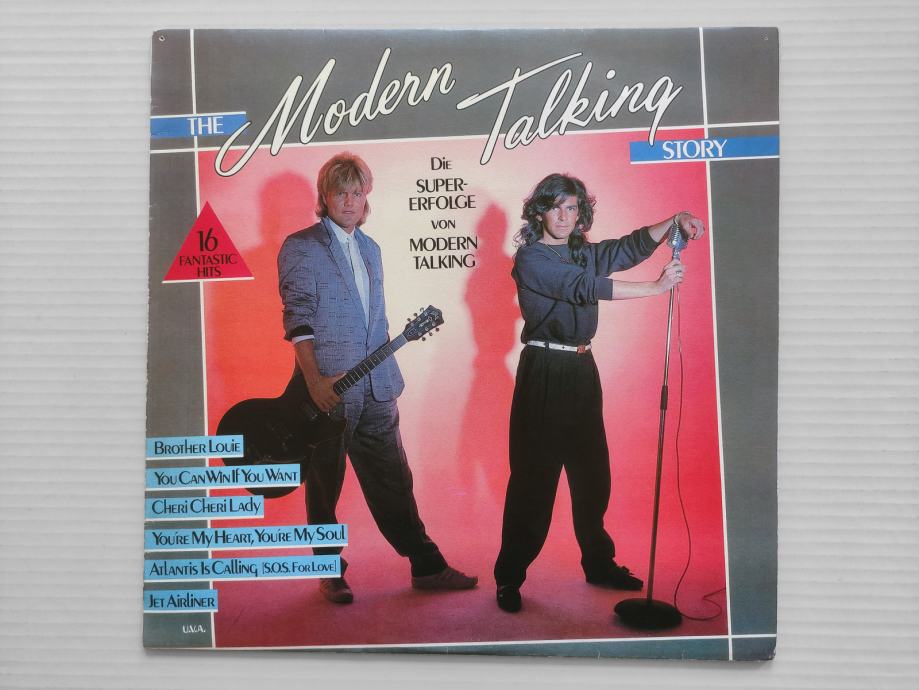 THE Modern Talking STORY
Die
SUPER-
ERFOLGE
VON
MODERN
TALKING
16
FANTASTIC
HITS
BROTHER LOUIE
YOU CAN WIN IF YOU WANT
CHERI CHERI LADY
YOU'RE MY HEART, YOU'RE MY SOUL
ATLANTIS IS CALLING [S.O.S. FOR LOVE]
JET AIRLINER
U.V.A.